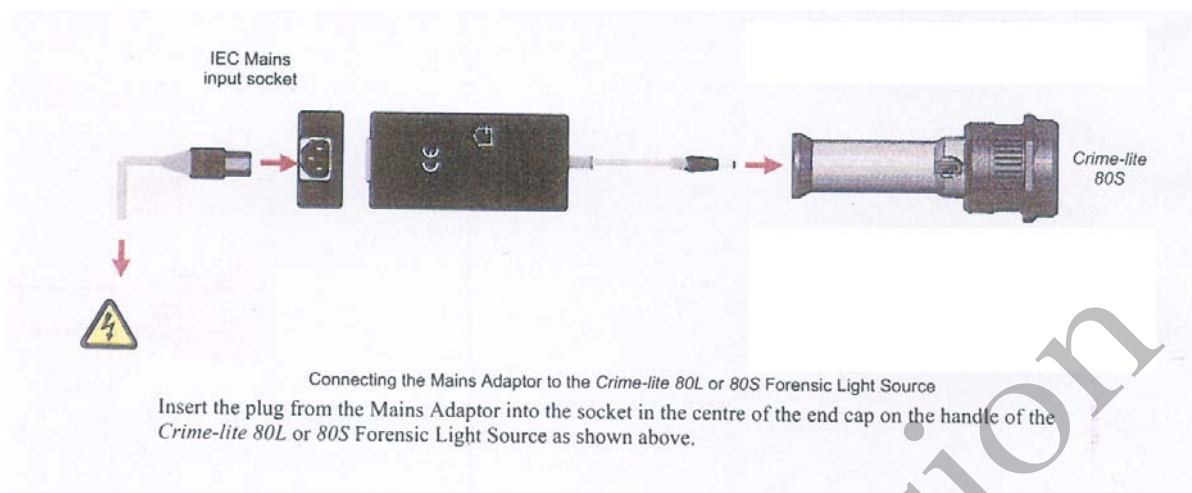 IEC Mains
input socket
CE
Crime-lite
80S
Connecting the Mains Adaptor to the Crime-lite 80L or 80S Forensic Light Source
Insert the plug from the Mains Adaptor into the socket in the centre of the end cap on the handle of the
Crime-lite 80L or 80S Forensic Light Source as shown above.